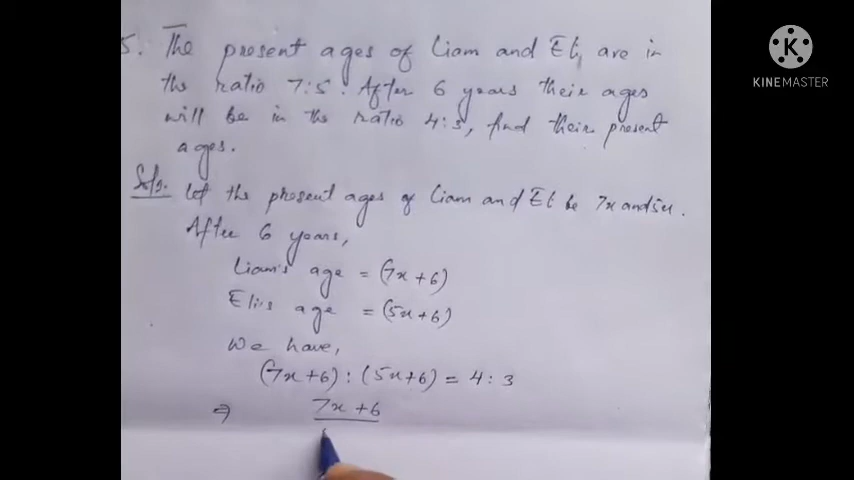 5. The present ages of Liam and Eli are in
the ratio 7:5. After 6 years their ages
will be in the ratio 4:3, find their present
ages.
Soln. Let the present ages of Liam and Eli be 7x and 5x.
After 6 years,
Liam's age = (7x+6)
Eli's age = (5x+6)
We have,
(7x+6) : (5x+6) = 4:3
⇒ 7x+6
K
KINEMASTER